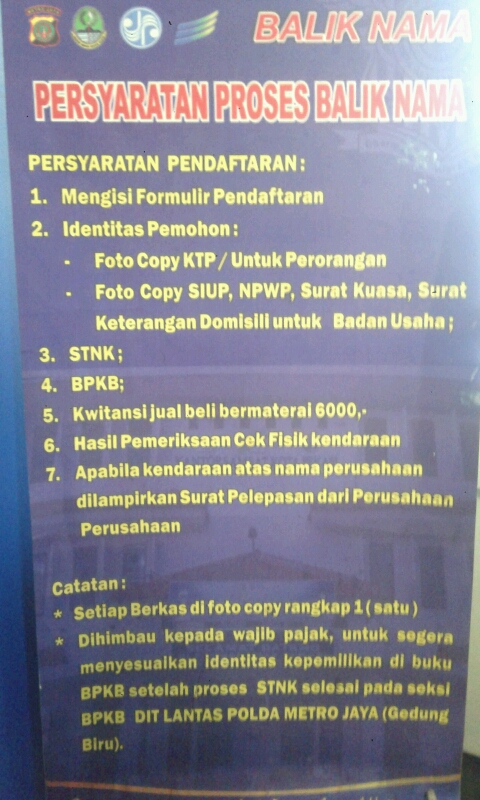 BALIK NAMA
PERSYARATAN PROSES BALIK NAMA
PERSYARATAN PENDAFTARAN :
1. Mengisi Formulir Pendaftaran
2. Identitas Pemohon :
- Foto Copy KTP / Untuk Perorangan
- Foto Copy SIUP, NPWP, Surat Kuasa, Surat
Keterangan Domisili untuk Badan Usaha ;
3. STNK ;
4. BPKB;
5. Kwitansi jual beli bermaterai 6000,-
6. Hasil Pemeriksaan Cek Fisik kendaraan
7. Apabila kendaraan atas nama perusahaan
dilampirkan Surat Pelepasan dari Perusahaan
Perusahaan
Catatan :
* Setiap Berkas di foto copy rangkap 1 ( satu )
* Dihimbau kepada wajib pajak, untuk segera
menyesuaikan identitas kepemilikan di buku
BPKB setelah proses STNK selesai pada seksi
BPKB DIT LANTAS POLDA METRO JAYA (Gedung
Biru).